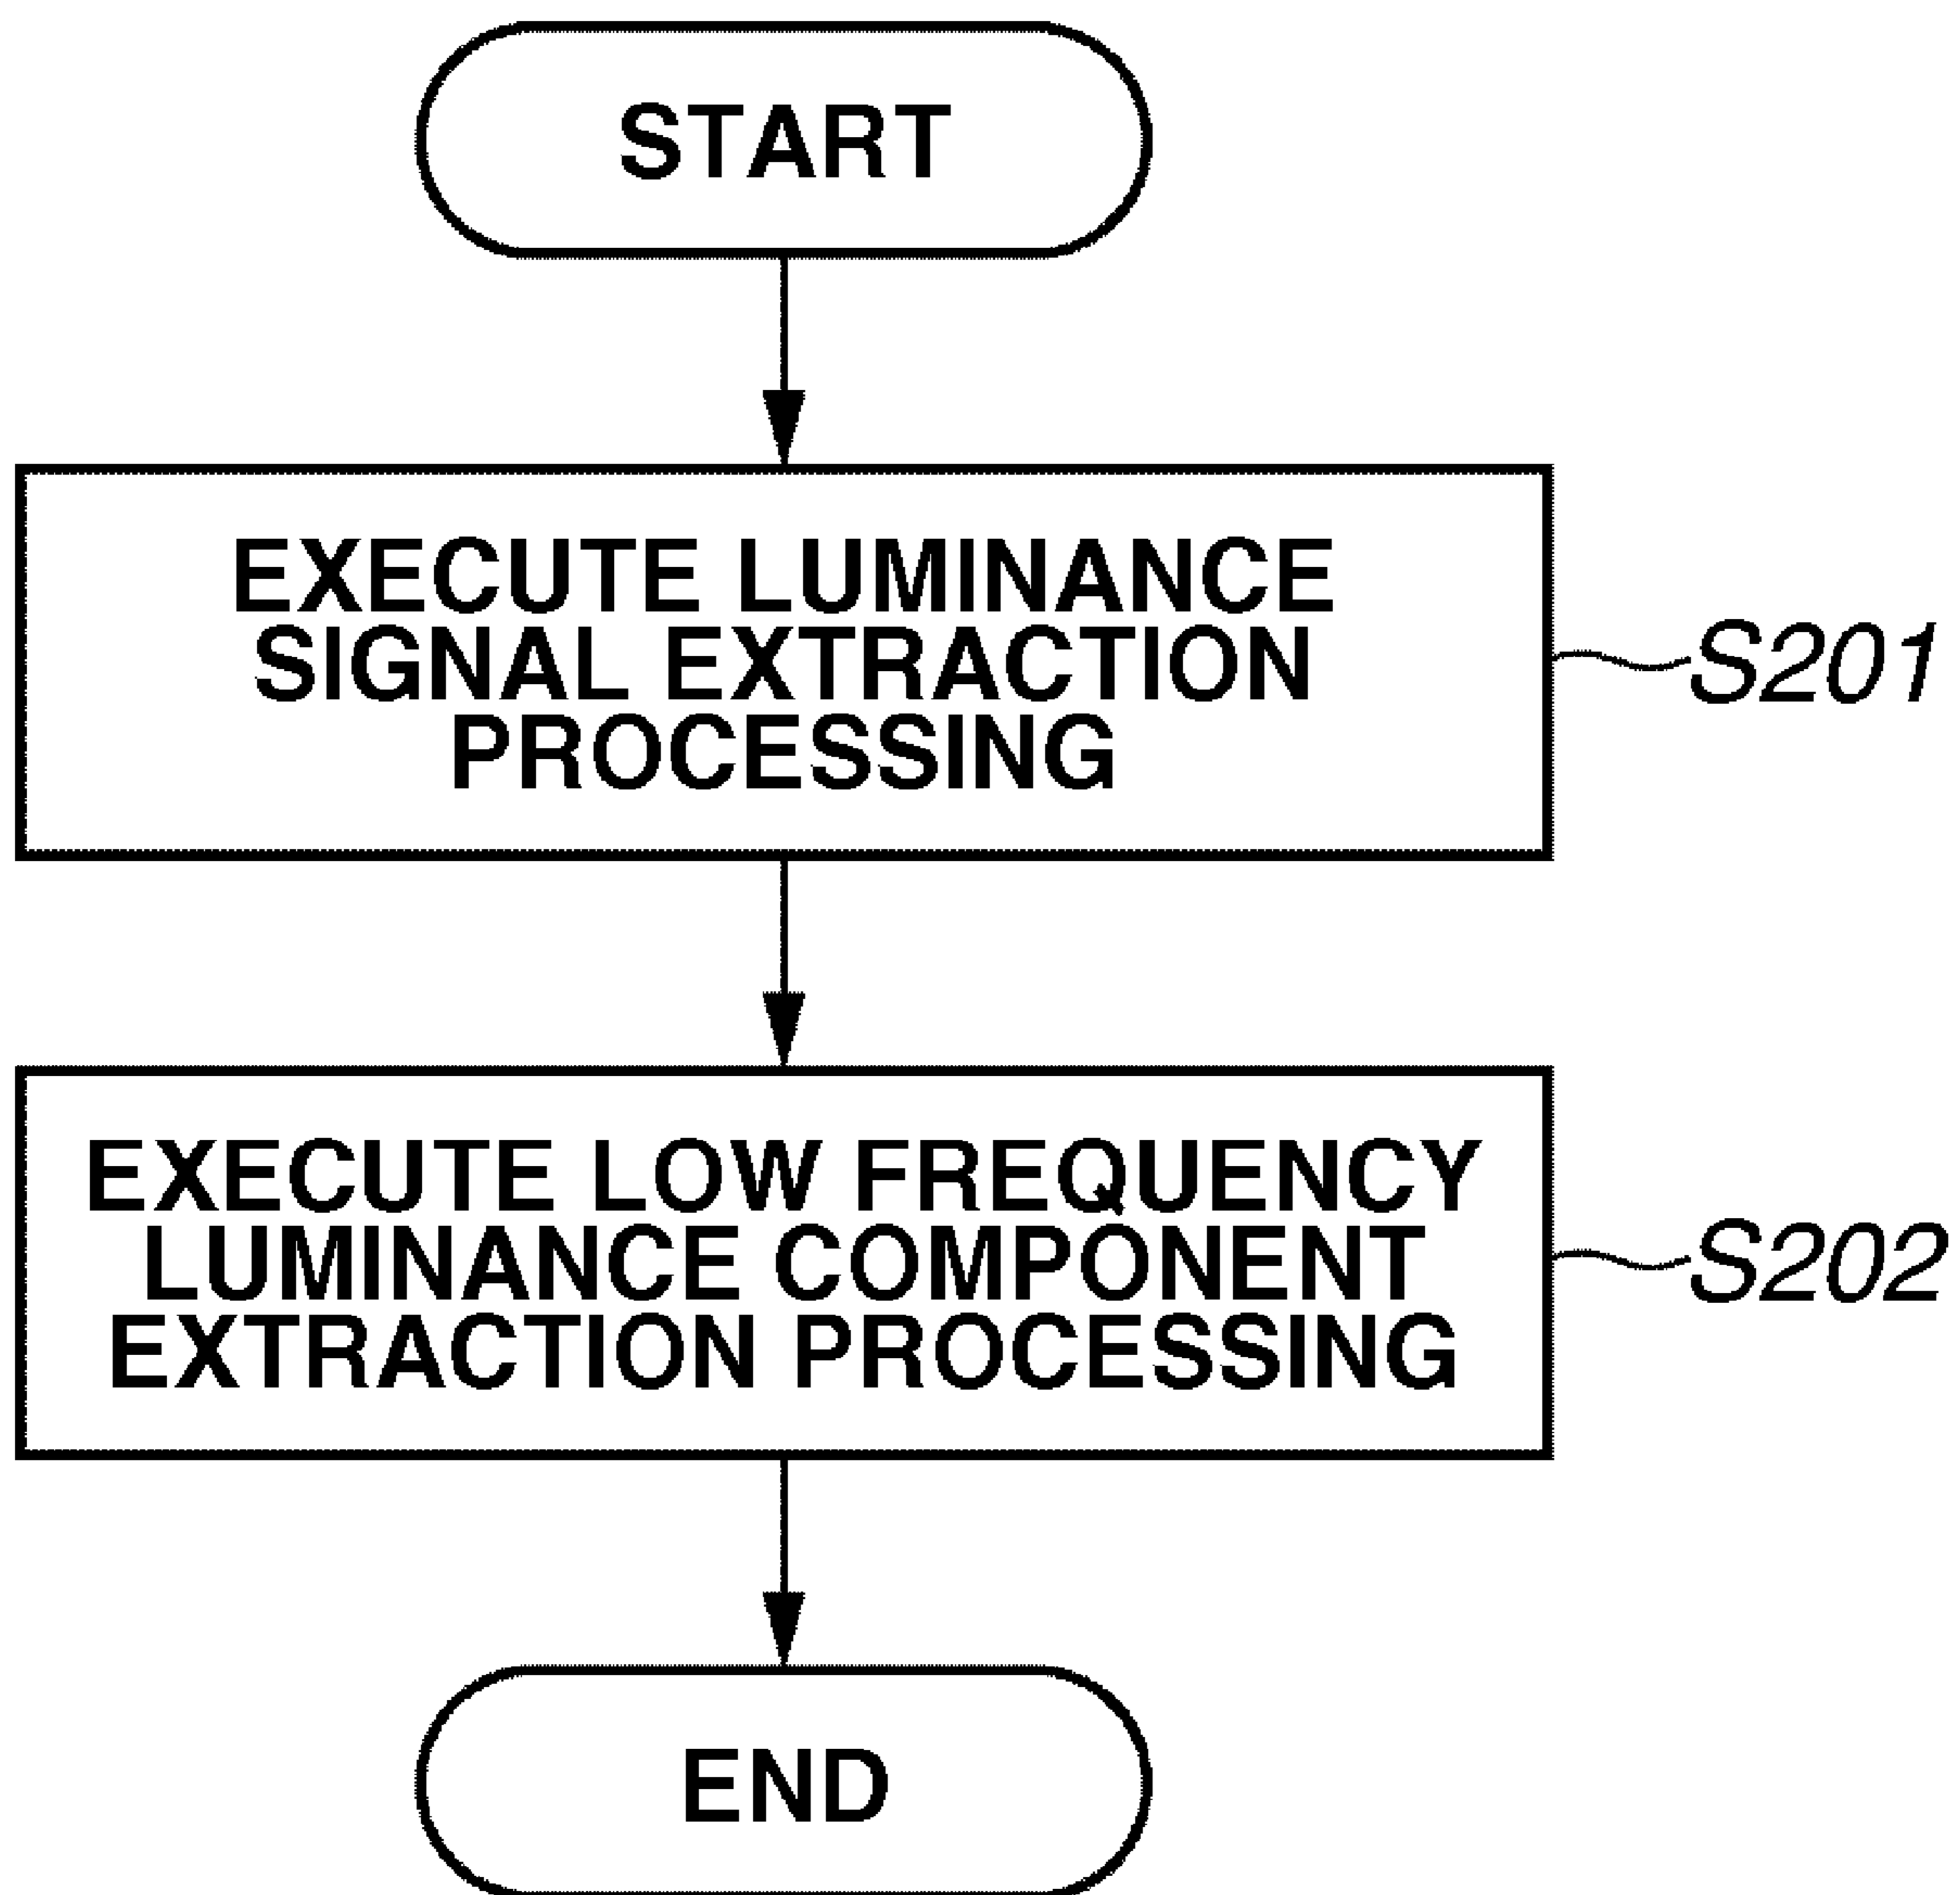 START
EXECUTE LUMINANCE
SIGNAL EXTRACTION
PROCESSING
S201
EXECUTE LOW FREQUENCY
LUMINANCE COMPONENT
EXTRACTION PROCESSING
S202
END